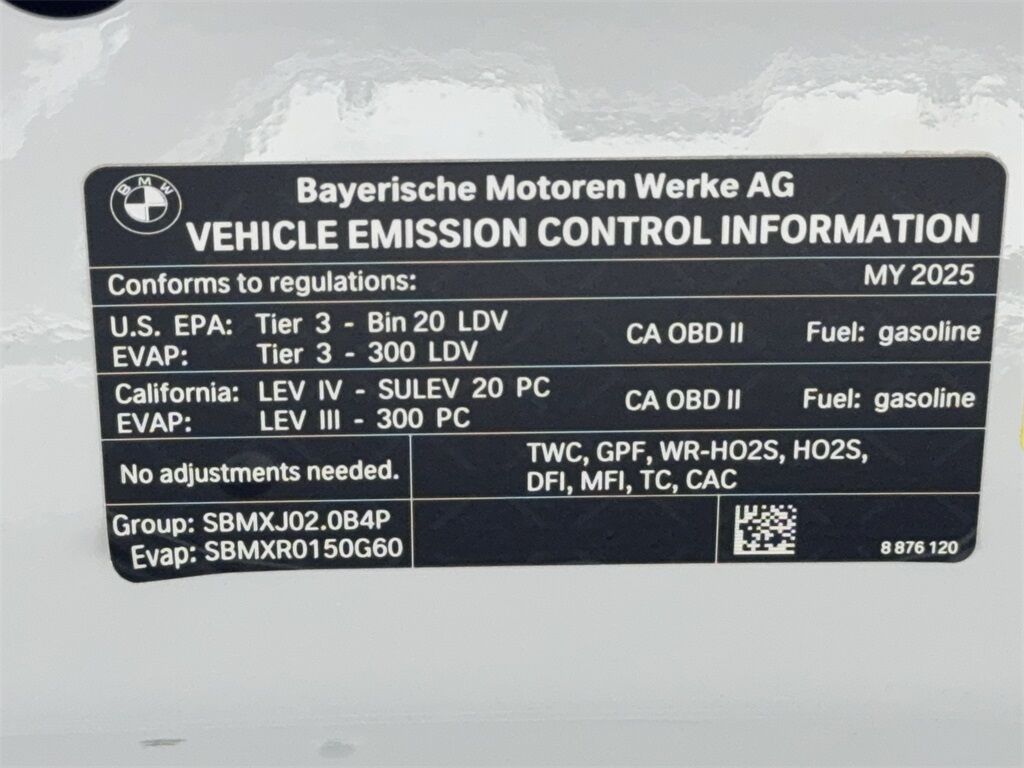 BMW
Bayerische Motoren Werke AG
VEHICLE EMISSION CONTROL INFORMATION
Conforms to regulations: MY 2025
U.S. EPA: Tier 3 - Bin 20 LDV CA OBD II Fuel: gasoline
EVAP: Tier 3 - 300 LDV
California: LEV IV - SULEV 20 PC CA OBD II Fuel: gasoline
EVAP: LEV III - 300 PC
No adjustments needed.
TWC, GPF, WR-HO2S, HO2S,
DFI, MFI, TC, CAC
Group: SBMXJ02.0B4P
Evap: SBMXR0150G60
8 876 120